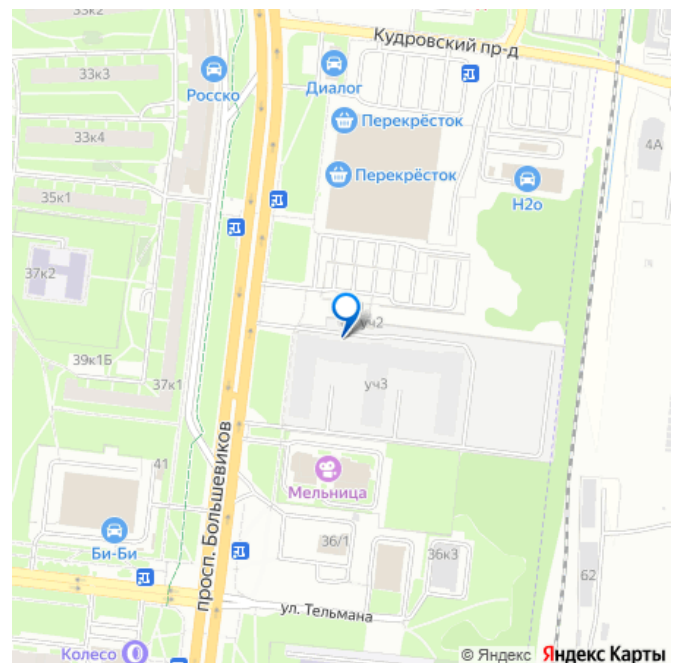 33к2
Кудровский пр-д
33к3
Росско
Диалог
Перекрёсток
33к4
4А
Перекрёсток
35к1
Н2о
37к2
уч2
39к1Б
37к1
уч3
просп. Большевиков
41
Мельница
Би-Би
36/1
36к3
62
ул. Тельмана
Колесо
© Яндекс Яндекс Карты